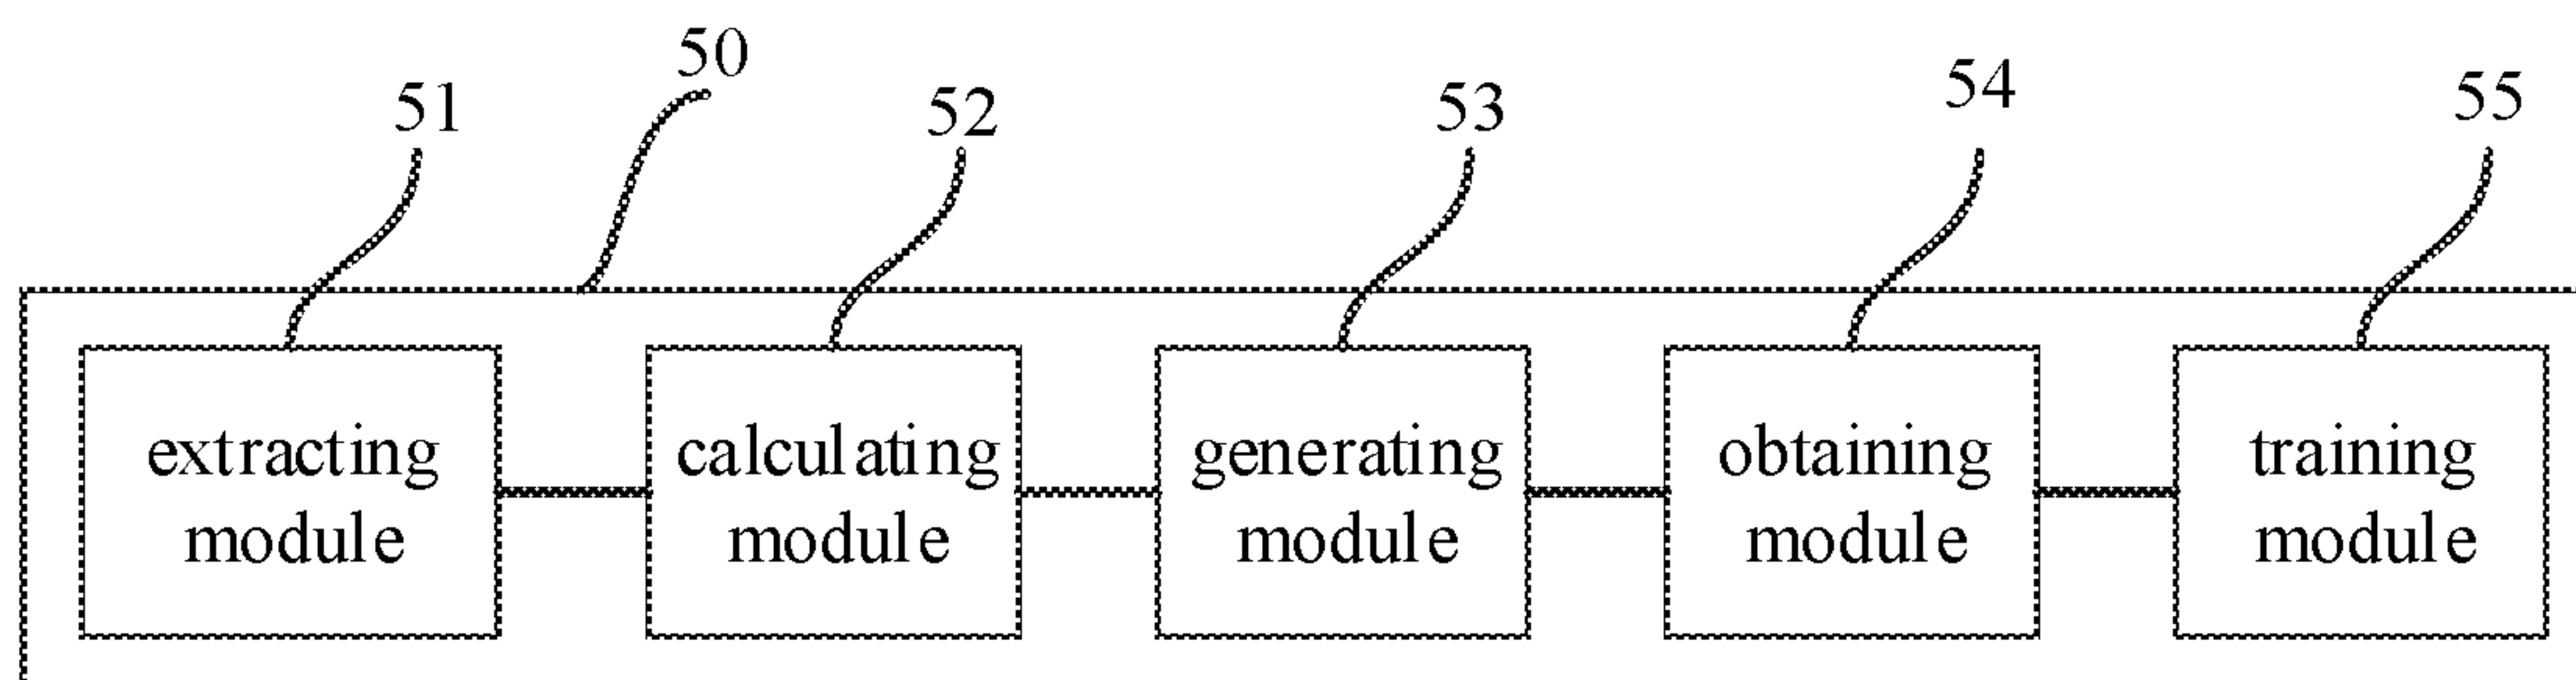 50
51
52
53
54
55
extracting
module
calculating
module
generating
module
obtaining
module
training
module